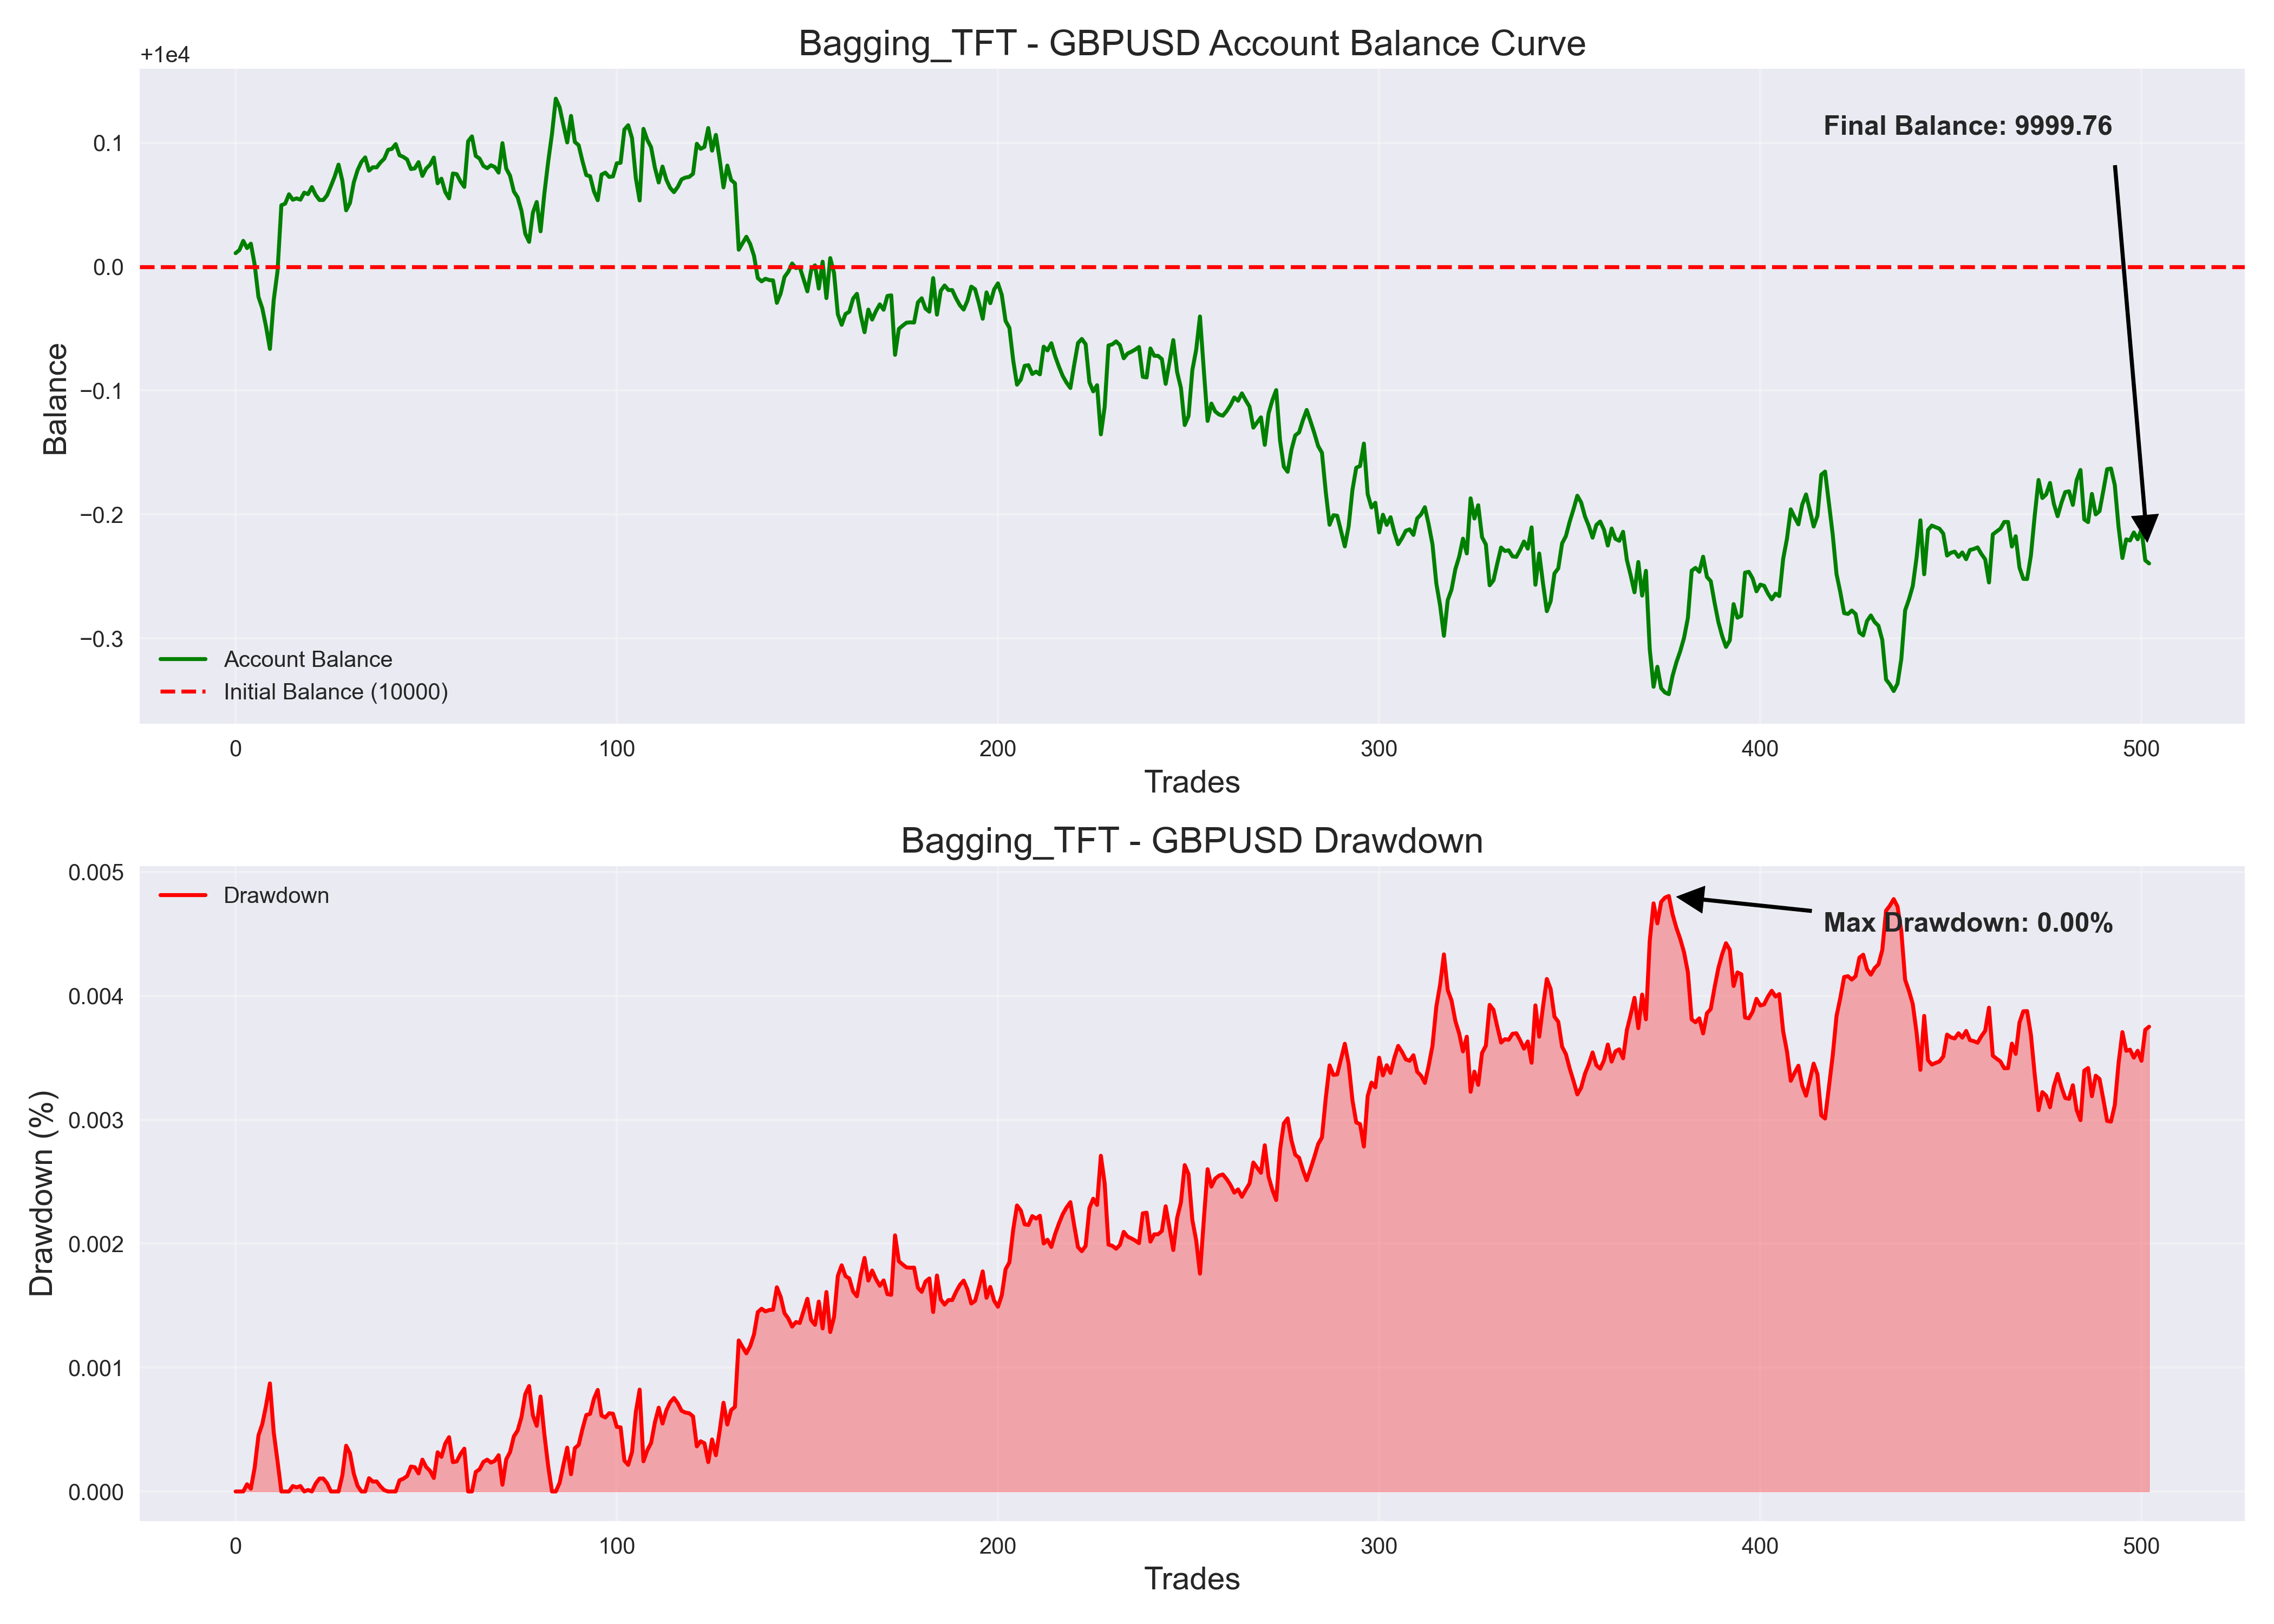 Bagging_TFT - GBPUSD Account Balance Curve
+1e4
Final Balance: 9999.76
0.1
0.0
−0.1
−0.2
−0.3
Balance
Account Balance
Initial Balance (10000)
0 100 200 300 400 500
Trades
Bagging_TFT - GBPUSD Drawdown
Drawdown
Max Drawdown: 0.00%
0.005
0.004
0.003
0.002
0.001
0.000
Drawdown (%)
0 100 200 300 400 500
Trades